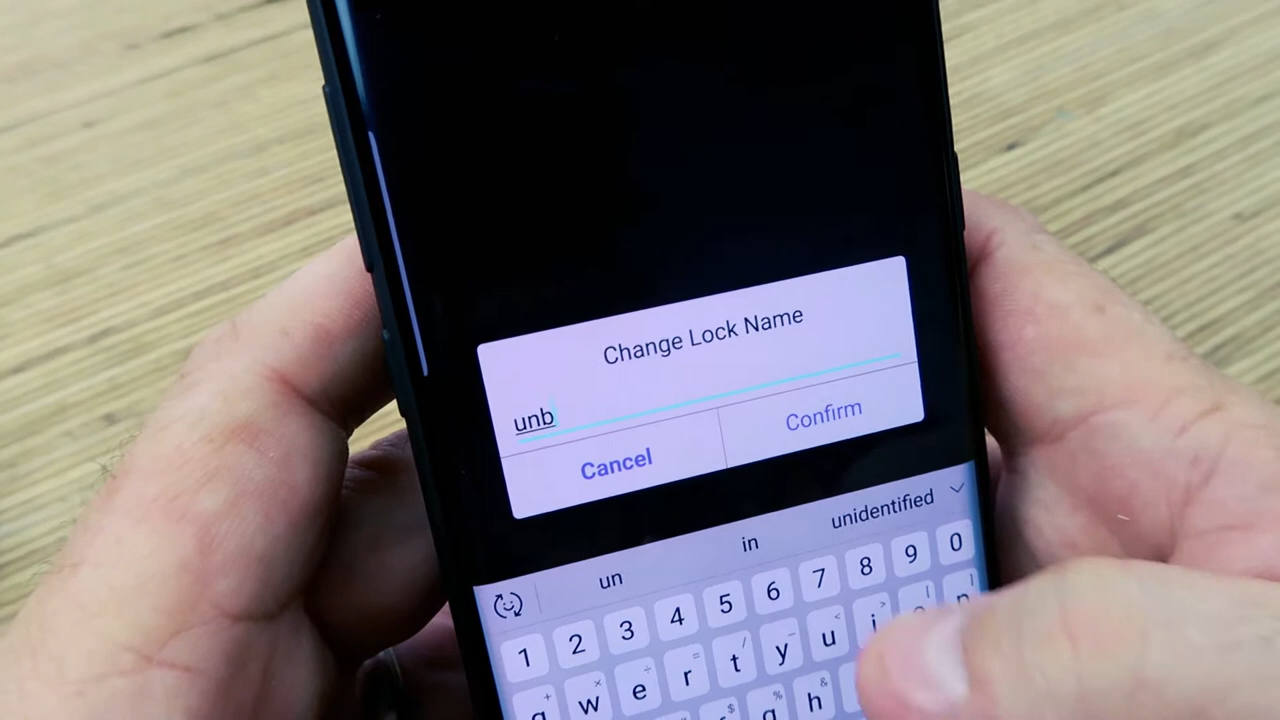 Change Lock Name
unb
Cancel Confirm
un in unidentified
1 2 3 4 5 6 7 8 9 0
q w e r t y u i
g h